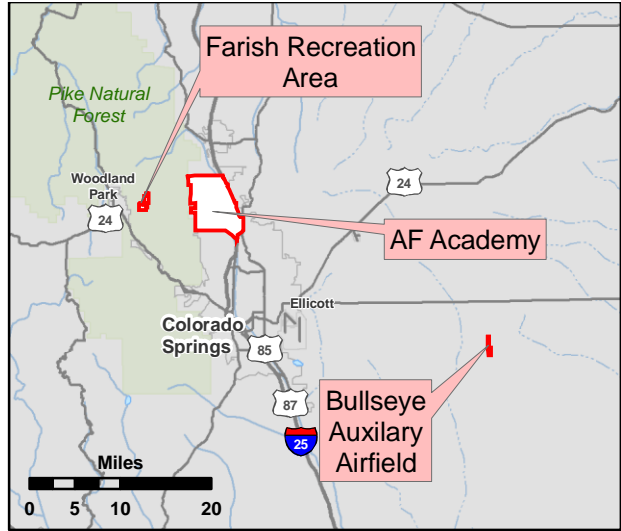 Farish Recreation
Area
Pike Natural
Forest
Woodland
Park
24
24
AF Academy
Ellicott
Colorado
Springs
85
87
25
Bullseye
Auxilary
Airfield
Miles
0 5 10 20